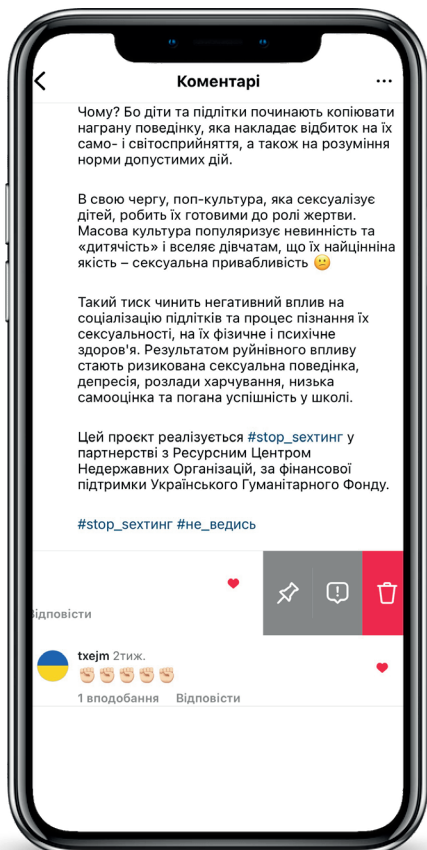 Коментарі
Чому? Бо діти та підлітки починають копіювати
награну поведінку, яка накладає відбиток на їх
само- і світосприйняття, а також на розуміння
норми допустимих дій.
В свою чергу, поп-культура, яка сексуалізує
дітей, робить їх готовими до ролі жертви.
Масова культура популяризує невинність та
«дитячість» і вселяє дівчатам, що їх найцінніна
якість – сексуальна привабливість 😕
Такий тиск чинить негативний вплив на
соціалізацію підлітків та процес пізнання їх
сексуальності, на їх фізичне і психічне
здоров'я. Результатом руйнівного впливу
стають ризикована сексуальна поведінка,
депресія, розлади харчування, низька
самооцінка та погана успішність у школі.
Цей проєкт реалізується #stop_sexтинг у
партнерстві з Ресурсним Центром
Недержавних Організацій, за фінансової
підтримки Українського Гуманітарного Фонду.
#stop_sexтинг #не_ведись
Відповісти
txejm 2тиж.
✊🏻✊🏻✊🏻✊🏻✊🏻
1 вподобання Відповісти